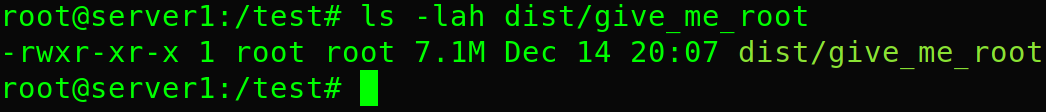 root@server1:/test# ls -lah dist/give_me_root
-rwxr-xr-x 1 root root 7.1M Dec 14 20:07 dist/give_me_root
root@server1:/test#